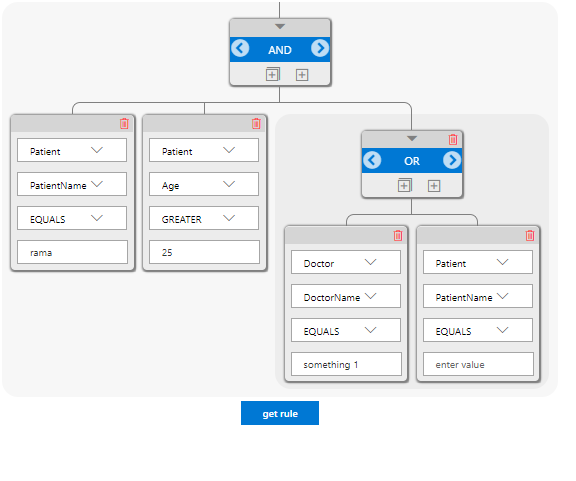 AND
Patient
PatientName
EQUALS
rama
Patient
Age
GREATER
25
OR
Doctor
DoctorName
EQUALS
something 1
Patient
PatientName
EQUALS
enter value
get rule